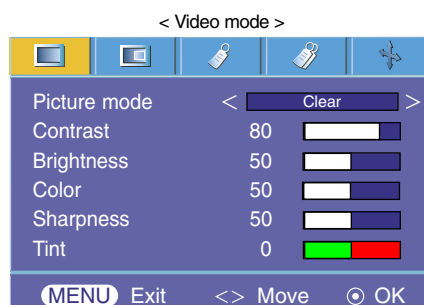 < Video mode >
Picture mode < Clear >
Contrast 80
Brightness 50
Color 50
Sharpness 50
Tint 0
MENU Exit <> Move ⊙ OK